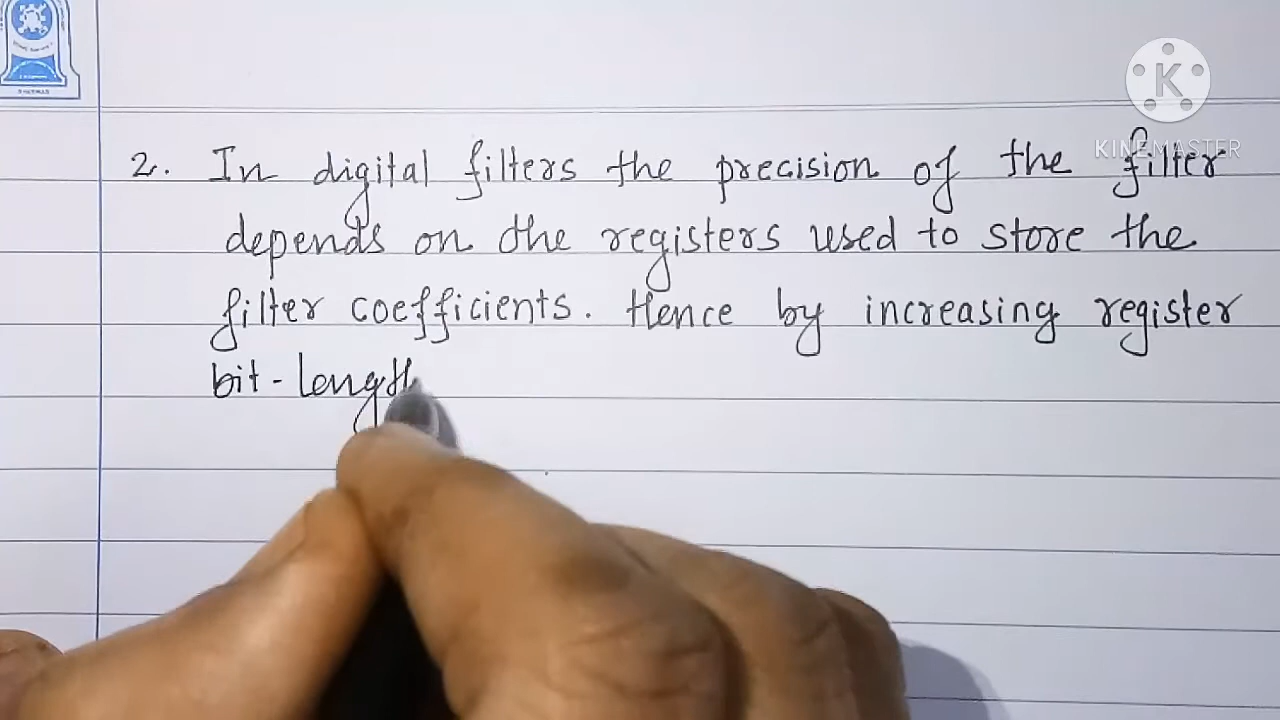 K
KINEMASTER
2. In digital filters the precision of the filter
depends on the registers used to store the
filter coefficients. Hence by increasing register
bit-length